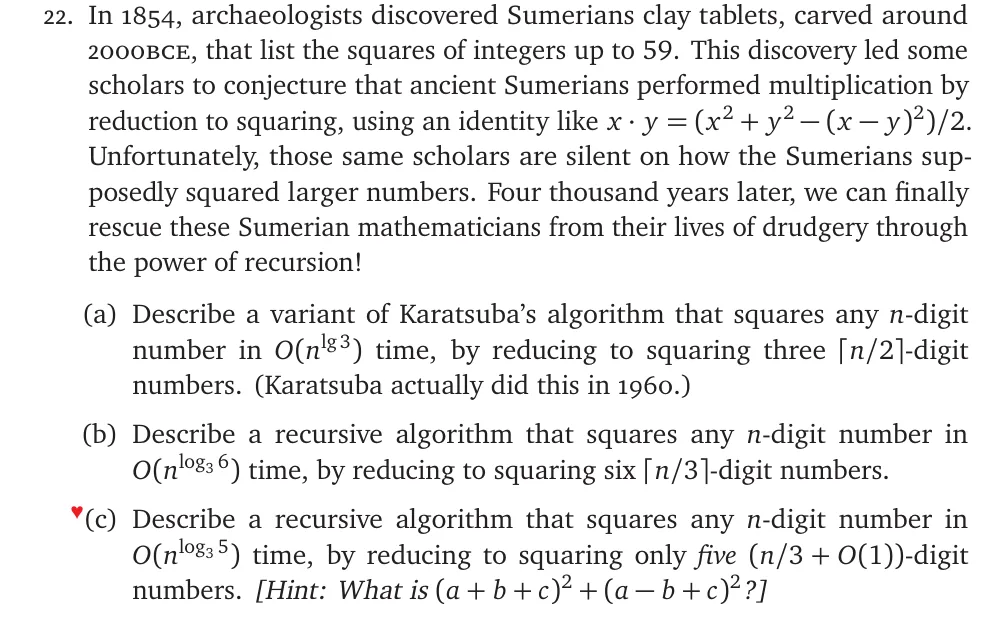 22. In 1854, archaeologists discovered Sumerians clay tablets, carved around
2000BCE, that list the squares of integers up to 59. This discovery led some
scholars to conjecture that ancient Sumerians performed multiplication by
reduction to squaring, using an identity like x · y = (x² + y² − (x − y)²)/2.
Unfortunately, those same scholars are silent on how the Sumerians sup-
posedly squared larger numbers. Four thousand years later, we can finally
rescue these Sumerian mathematicians from their lives of drudgery through
the power of recursion!
(a) Describe a variant of Karatsuba’s algorithm that squares any n-digit
number in O(n^{lg 3}) time, by reducing to squaring three ⌈n/2⌉-digit
numbers. (Karatsuba actually did this in 1960.)
(b) Describe a recursive algorithm that squares any n-digit number in
O(n^{log₃ 6}) time, by reducing to squaring six ⌈n/3⌉-digit numbers.
♥(c) Describe a recursive algorithm that squares any n-digit number in
O(n^{log₃ 5}) time, by reducing to squaring only five (n/3 + O(1))-digit
numbers. [Hint: What is (a + b + c)² + (a − b + c)²?]